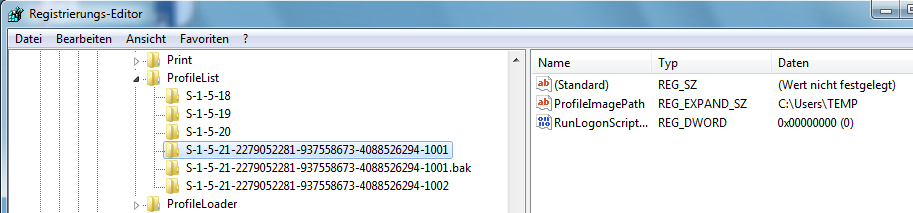 Registrierungs-Editor
Datei Bearbeiten Ansicht Favoriten ?
Print
ProfileList
S-1-5-18
S-1-5-19
S-1-5-20
S-1-5-21-2279052281-937558673-4088526294-1001
S-1-5-21-2279052281-937558673-4088526294-1001.bak
S-1-5-21-2279052281-937558673-4088526294-1002
ProfileLoader
Name Typ Daten
(Standard) REG_SZ (Wert nicht festgelegt)
ProfileImagePath REG_EXPAND_SZ C:\Users\TEMP
RunLogonScript... REG_DWORD 0x00000000 (0)